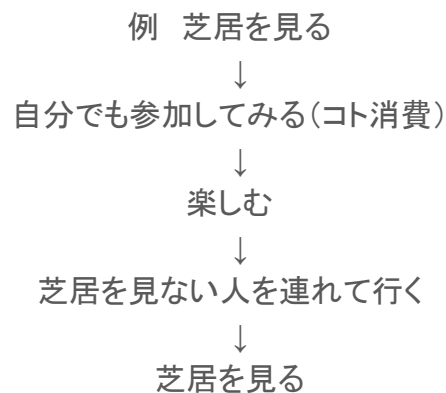 例　芝居を見る
↓
自分でも参加してみる（コト消費）
↓
楽しむ
↓
芝居を見ない人を連れて行く
↓
芝居を見る